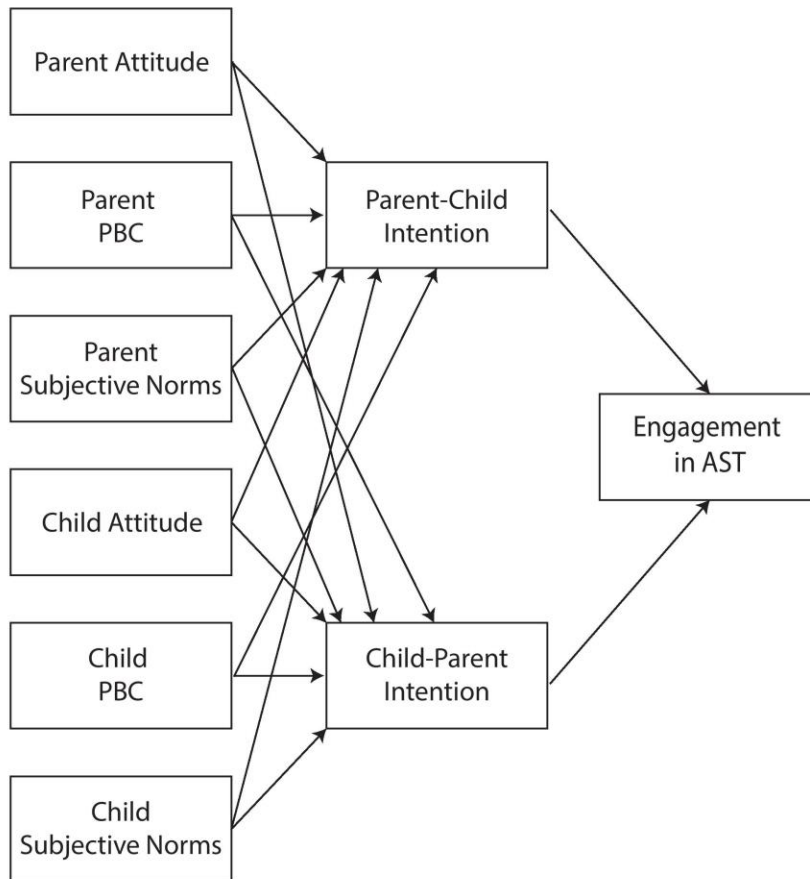 Parent Attitude
Parent
PBC
Parent
Subjective Norms
Child Attitude
Child
PBC
Child
Subjective Norms
Parent-Child
Intention
Child-Parent
Intention
Engagement
in AST